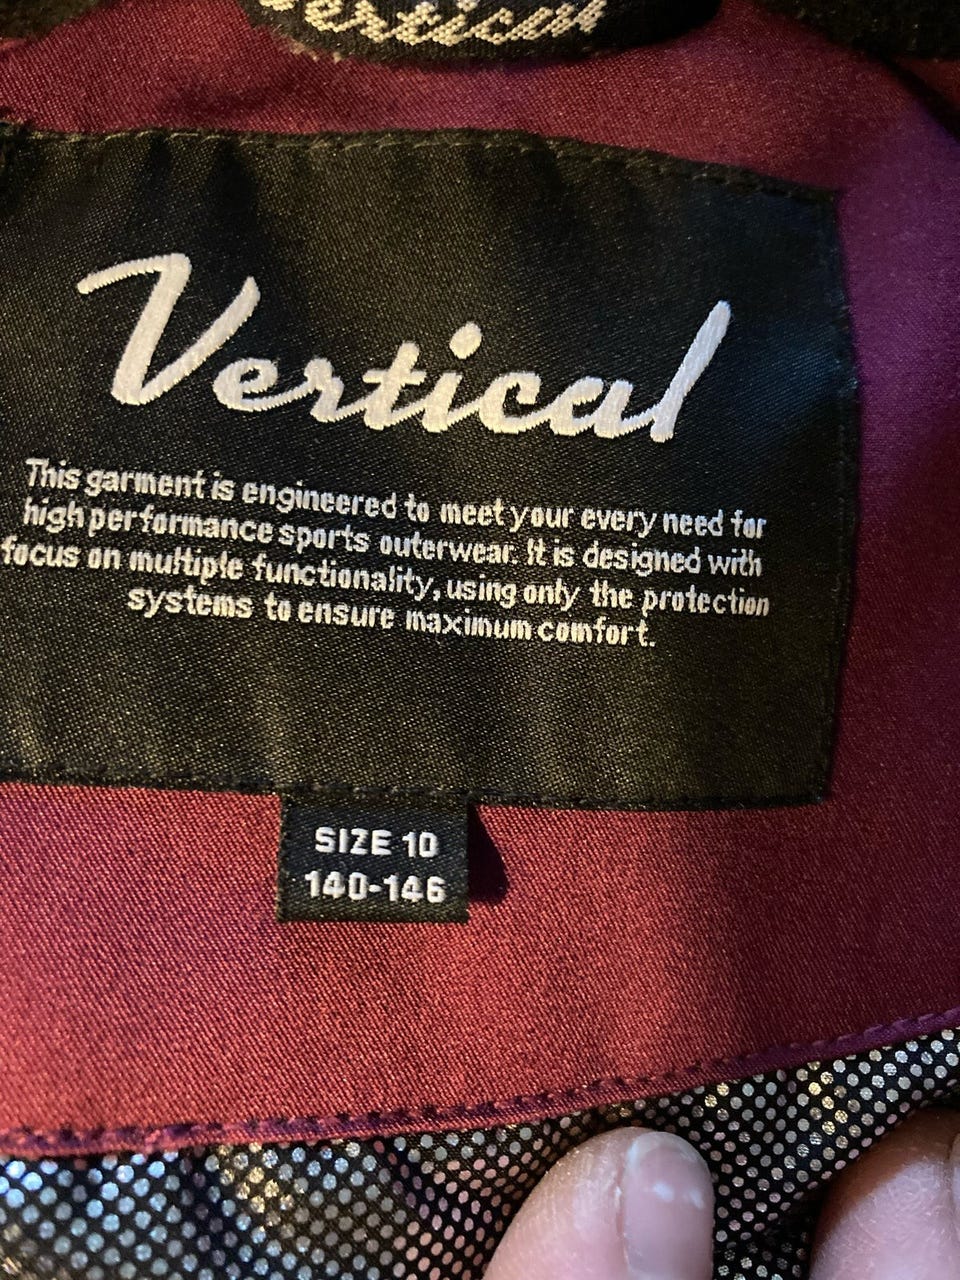 Vertical
Vertical
This garment is engineered to meet your every need for
high performance sports outerwear. It is designed with
focus on multiple functionality, using only the protection
systems to ensure maximum comfort.
SIZE 10
140-146